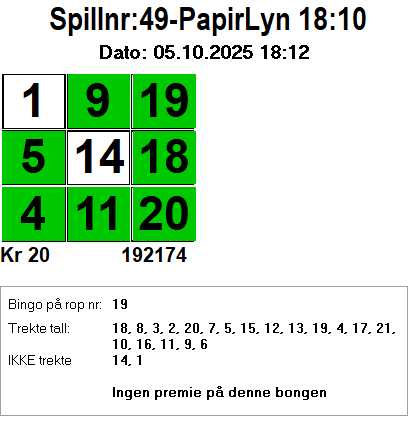 Spillnr:49-PapirLyn 18:10
Dato: 05.10.2025 18:12
1 9 19
5 14 18
4 11 20
Kr 20 192174
Bingo på rop nr: 19
Trekte tall: 18, 8, 3, 2, 20, 7, 5, 15, 12, 13, 19, 4, 17, 21,
10, 16, 11, 9, 6
IKKE trekte 14, 1
Ingen premie på denne bongen